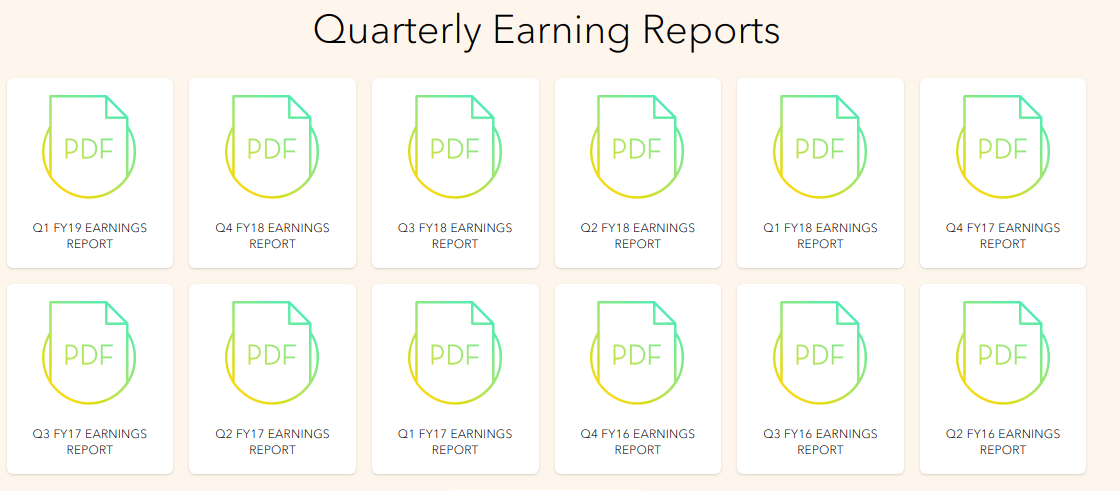 Quarterly Earning Reports
PDF
PDF
PDF
PDF
PDF
PDF
Q1 FY19 EARNINGS
REPORT
Q4 FY18 EARNINGS
REPORT
Q3 FY18 EARNINGS
REPORT
Q2 FY18 EARNINGS
REPORT
Q1 FY18 EARNINGS
REPORT
Q4 FY17 EARNINGS
REPORT
PDF
PDF
PDF
PDF
PDF
PDF
Q3 FY17 EARNINGS
REPORT
Q2 FY17 EARNINGS
REPORT
Q1 FY17 EARNINGS
REPORT
Q4 FY16 EARNINGS
REPORT
Q3 FY16 EARNINGS
REPORT
Q2 FY16 EARNINGS
REPORT